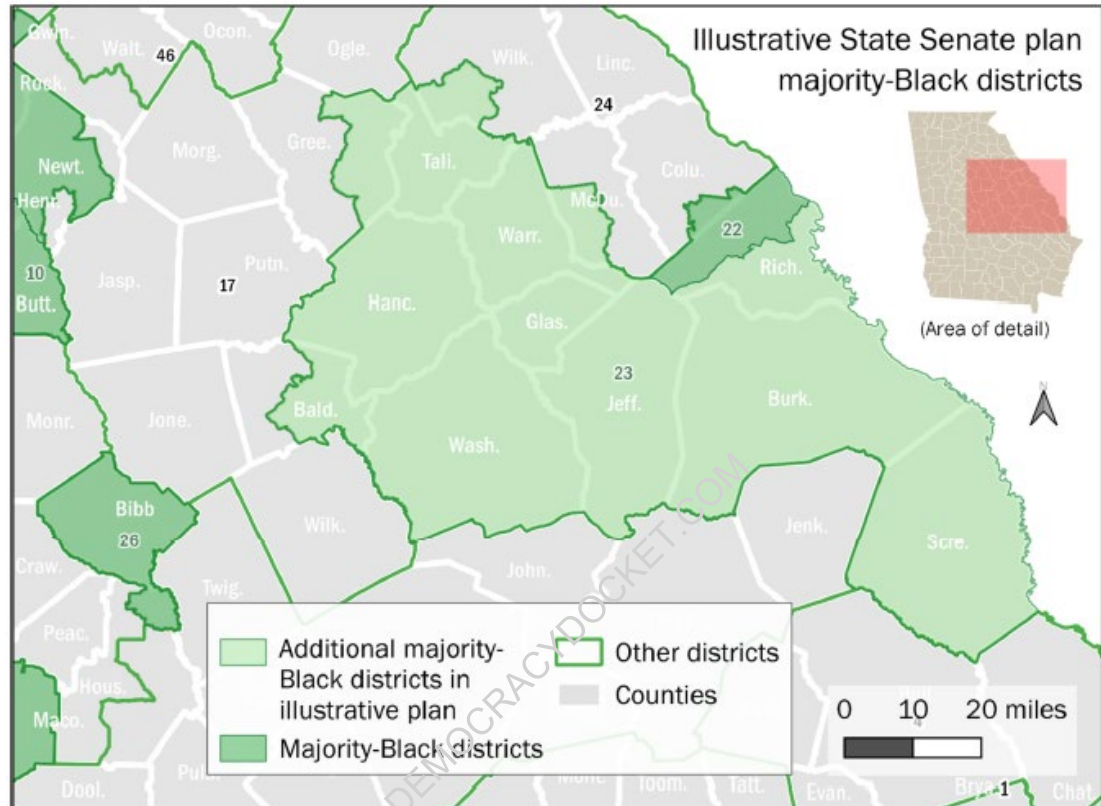 Illustrative State Senate plan
majority-Black districts
(Area of detail)
N
Gwin.
Walt.
46
Ocon.
Ogle.
Wilk.
Linc.
24
Rock.
Morg.
Gree.
Tali.
Colu.
Newt.
Henr.
McDu.
Warr.
22
Rich.
10
Butt.
Jasp.
Putn.
17
Hanc.
Glas.
23
Jeff.
Burk.
Monr.
Jone.
Bald.
Wash.
Bibb
26
Wilk.
Jenk.
Scre.
Craw.
Twig.
John.
Peac.
Hous.
Maco.
Dool.
Pula.
Mont.
Toom.
Tatt.
Evan.
4
Brya.
1
Chat.
Additional majority-
Black districts in
illustrative plan
Majority-Black districts
Other districts
Counties
0 10 20 miles
DEMOCRACYDOCKET.COM